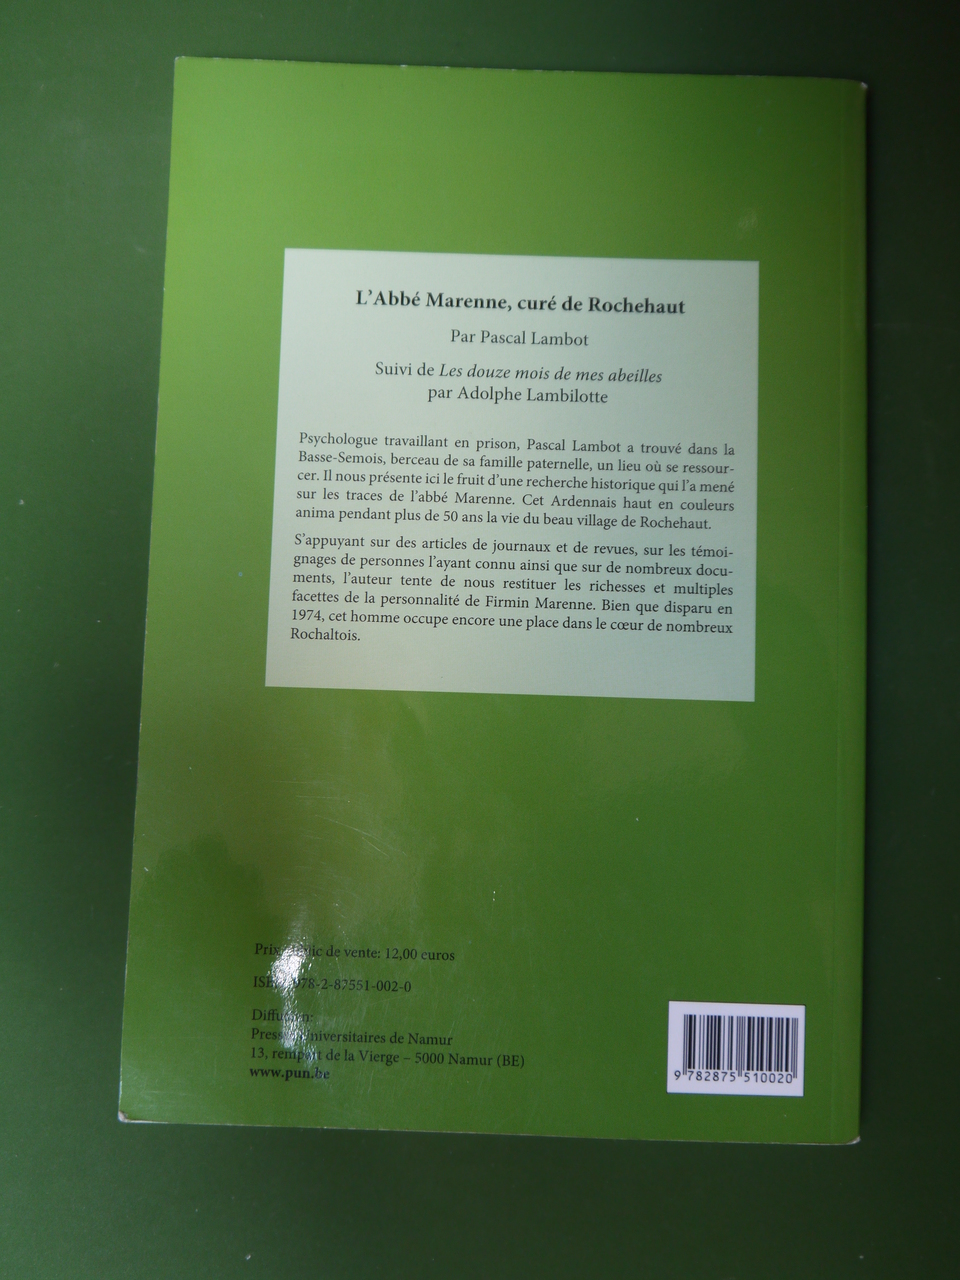 L'Abbé Marenne, curé de Rochehaut
Par Pascal Lambot
Suivi de Les douze mois de mes abeilles
par Adolphe Lambilotte
Psychologue travaillant en prison, Pascal Lambot a trouvé dans la
Basse-Semois, berceau de sa famille paternelle, un lieu où se ressour-
cer. Il nous présente ici le fruit d'une recherche historique qui l'a mené
sur les traces de l'abbé Marenne. Cet Ardennais haut en couleurs
anima pendant plus de 50 ans la vie du beau village de Rochehaut.
S'appuyant sur des articles de journaux et de revues, sur les témoi-
gnages de personnes l'ayant connu ainsi que sur de nombreux docu-
ments, l'auteur tente de nous restituer les richesses et multiples
facettes de la personnalité de Firmin Marenne. Bien que disparu en
1974, cet homme occupe encore une place dans le cœur de nombreux
Rochaltois.
Prix public de vente: 12,00 euros
ISBN 978-2-87551-002-0
Diffusion:
Presses Universitaires de Namur
13, rempart de la Vierge – 5000 Namur (BE)
www.pun.be
9 782875 510020